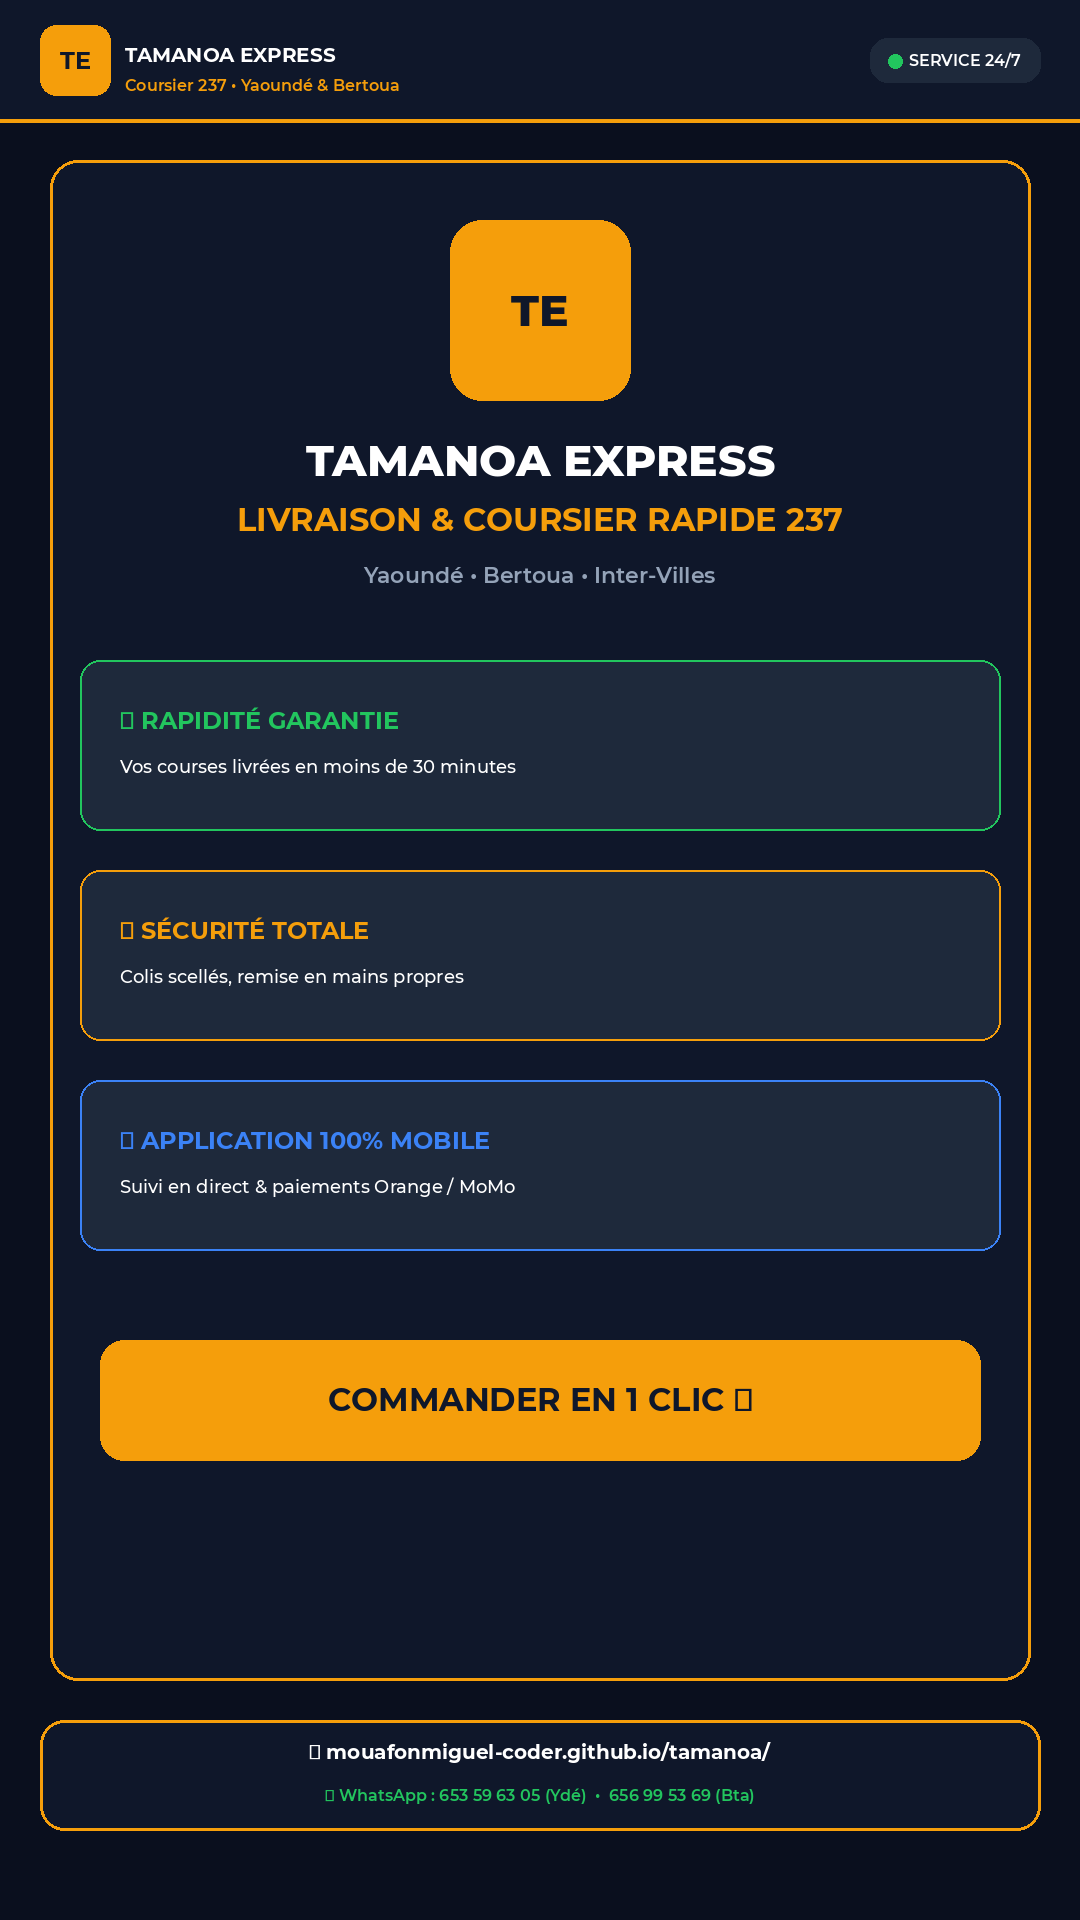 TE
TAMANOA EXPRESS
Coursier 237 • Yaoundé & Bertoua
SERVICE 24/7
TE
TAMANOA EXPRESS
LIVRAISON & COURSIER RAPIDE 237
Yaoundé • Bertoua • Inter-Villes
RAPIDITÉ GARANTIE
Vos courses livrées en moins de 30 minutes
SÉCURITÉ TOTALE
Colis scellés, remise en mains propres
APPLICATION 100% MOBILE
Suivi en direct & paiements Orange / MoMo
COMMANDER EN 1 CLIC
mouafonmiguel-coder.github.io/tamanoa/
WhatsApp : 653 59 63 05 (Ydé) • 656 99 53 69 (Bta)